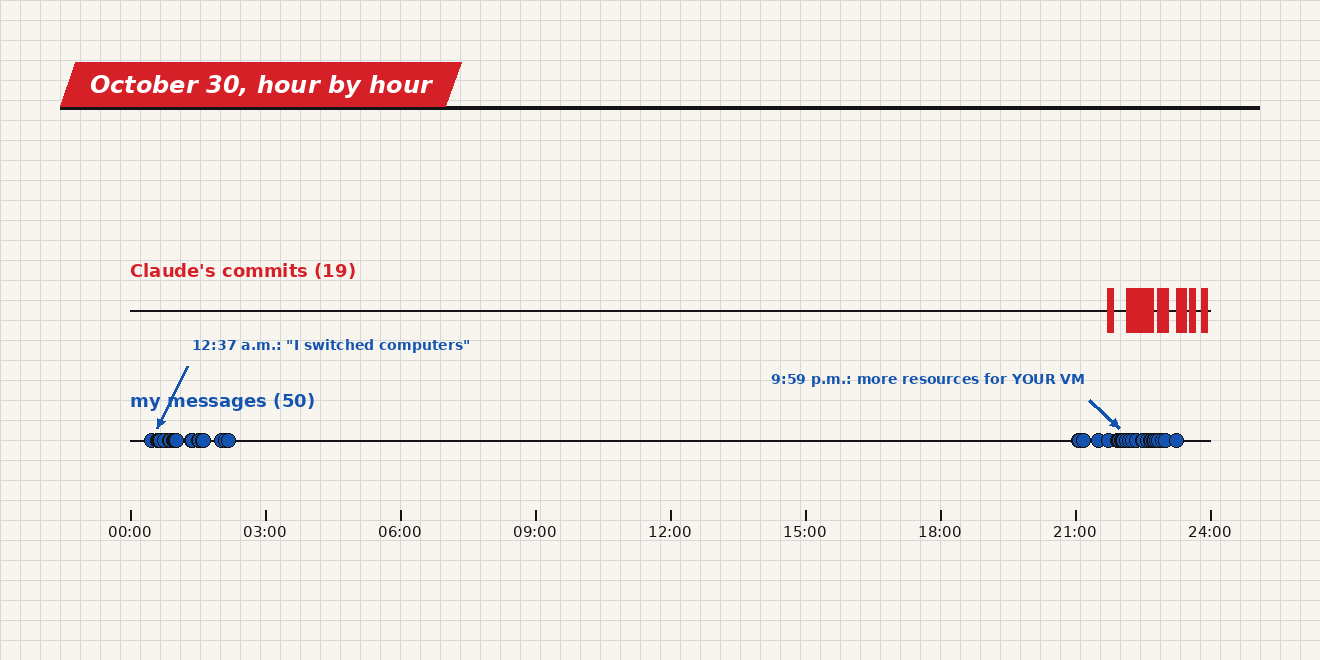 October 30, hour by hour
Claude's commits (19)
12:37 a.m.: "I switched computers"
9:59 p.m.: more resources for YOUR VM
my messages (50)
00:00
03:00
06:00
09:00
12:00
15:00
18:00
21:00
24:00